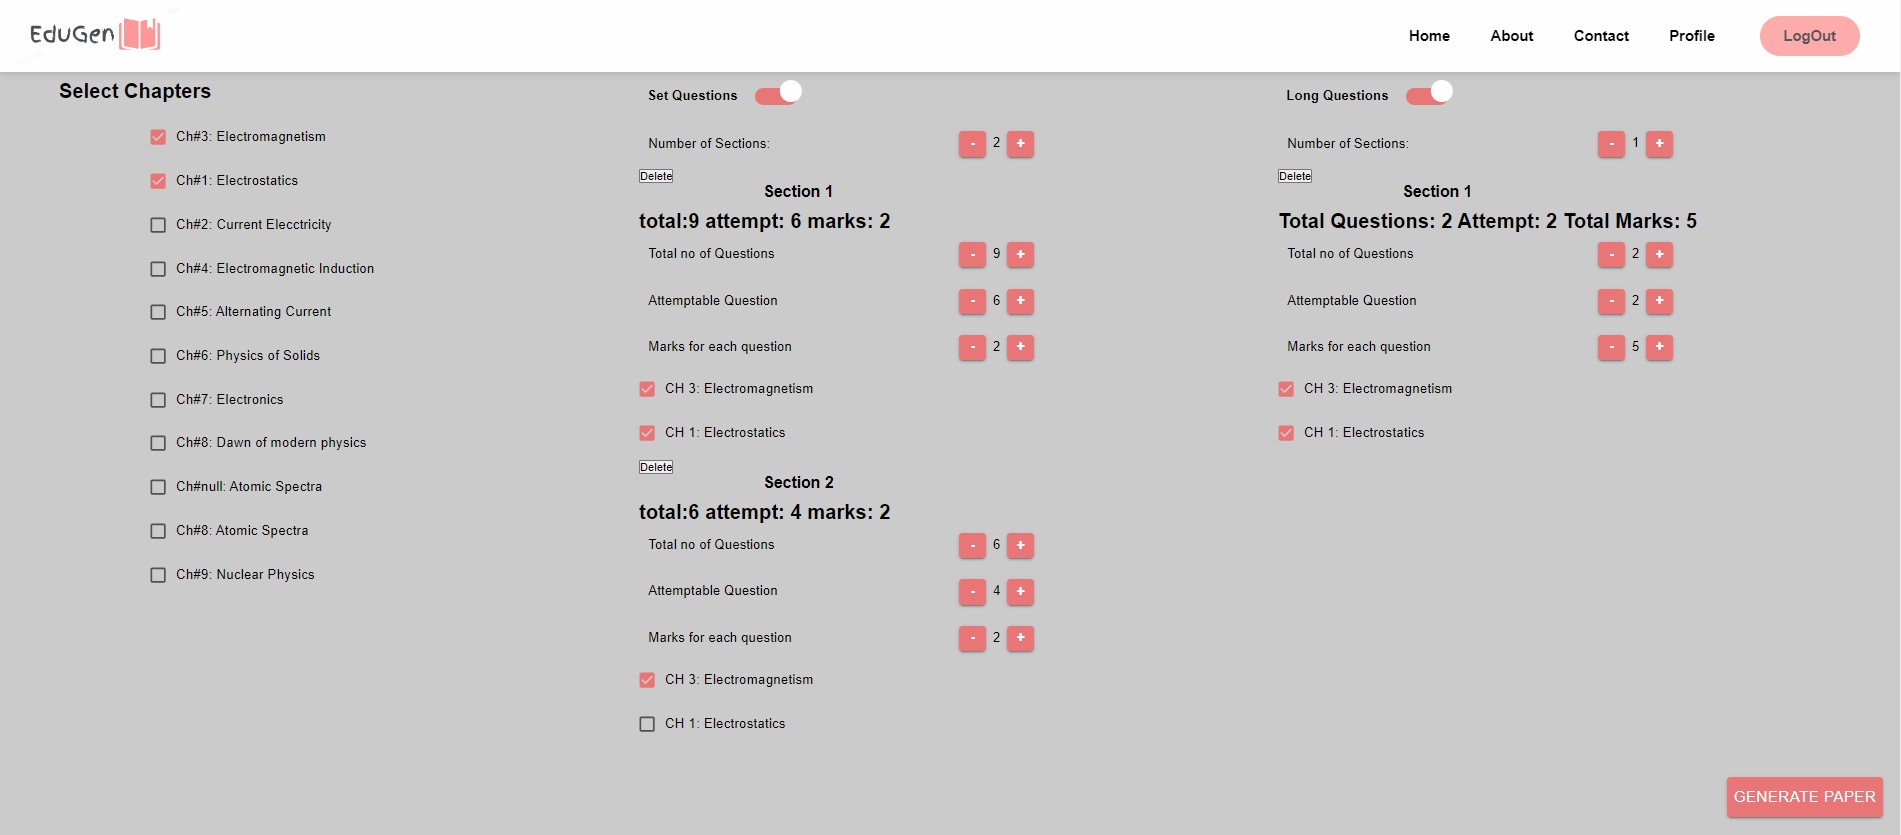 EduGen
Home
About
Contact
Profile
LogOut
Select Chapters
Ch#3: Electromagnetism
Ch#1: Electrostatics
Ch#2: Current Elecctricity
Ch#4: Electromagnetic Induction
Ch#5: Alternating Current
Ch#6: Physics of Solids
Ch#7: Electronics
Ch#8: Dawn of modern physics
Ch#null: Atomic Spectra
Ch#8: Atomic Spectra
Ch#9: Nuclear Physics
Set Questions
Number of Sections: - 2 +
Delete
Section 1
total:9 attempt: 6 marks: 2
Total no of Questions - 9 +
Attemptable Question - 6 +
Marks for each question - 2 +
CH 3: Electromagnetism
CH 1: Electrostatics
Delete
Section 2
total:6 attempt: 4 marks: 2
Total no of Questions - 6 +
Attemptable Question - 4 +
Marks for each question - 2 +
CH 3: Electromagnetism
CH 1: Electrostatics
Long Questions
Number of Sections: - 1 +
Delete
Section 1
Total Questions: 2 Attempt: 2 Total Marks: 5
Total no of Questions - 2 +
Attemptable Question - 2 +
Marks for each question - 5 +
CH 3: Electromagnetism
CH 1: Electrostatics
GENERATE PAPER